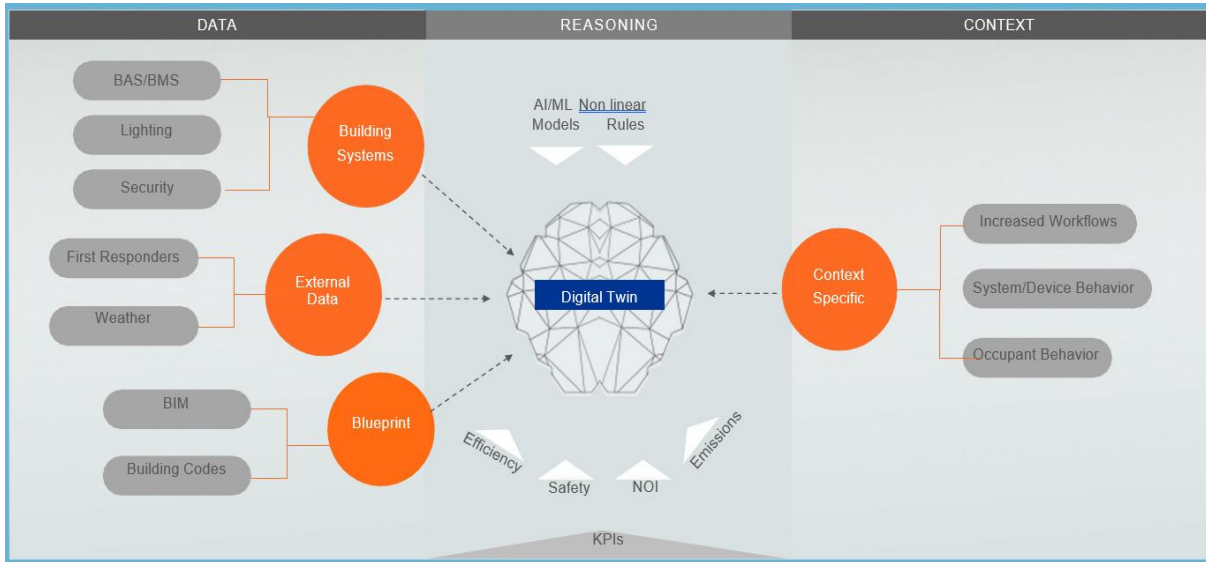 DATA
REASONING
CONTEXT
BAS/BMS
Lighting
Security
Building
Systems
First Responders
Weather
External
Data
BIM
Building Codes
Blueprint
AI/ML Non linear
Models Rules
Digital Twin
Efficiency
Safety
NOI
Emissions
KPIs
Context
Specific
Increased Workflows
System/Device Behavior
Occupant Behavior